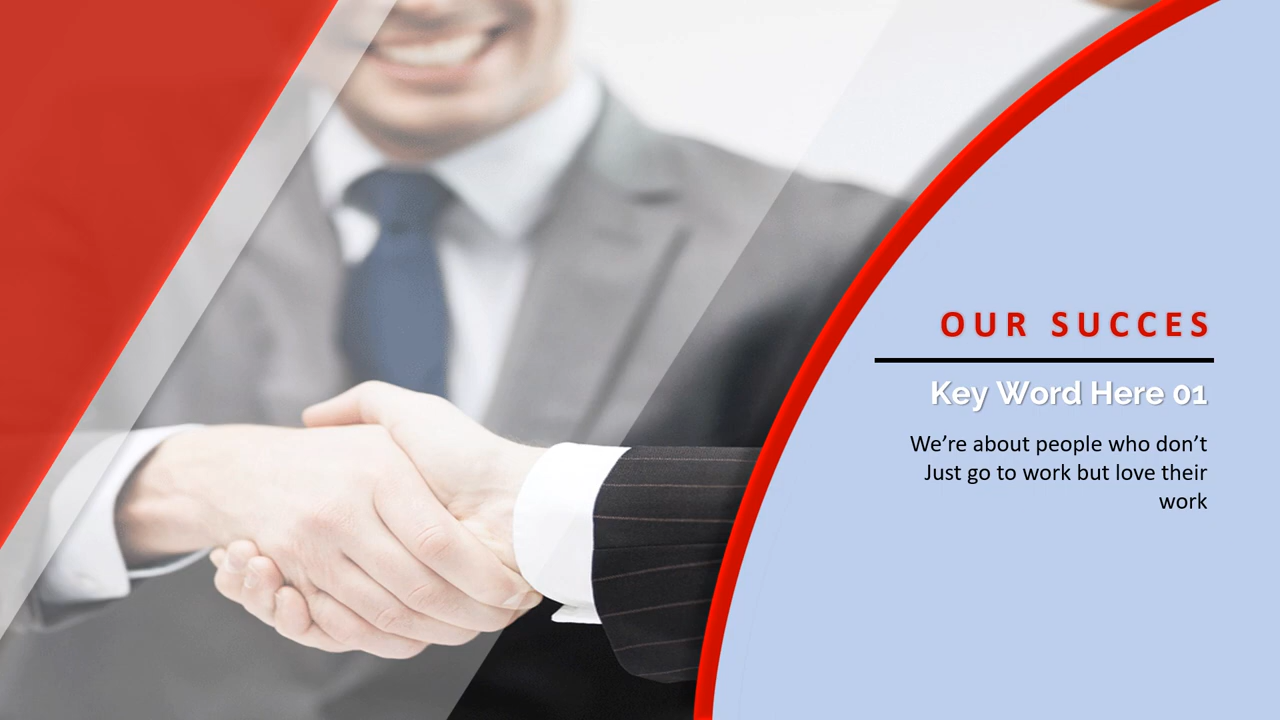 OUR SUCCES
Key Word Here 01
We’re about people who don’t
Just go to work but love their
work